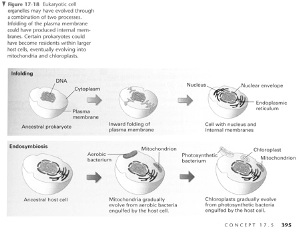 Figure 17-18 Eukaryotic cell
organelles may have evolved through
a combination of two processes.
Infolding of the plasma membrane
could have produced internal mem-
branes. Certain prokaryotes could
have become residents within larger
host cells, eventually evolving into
mitochondria and chloroplasts.
Infolding
DNA
Cytoplasm
Plasma
membrane
Ancestral prokaryote
Inward folding of
plasma membrane
Nucleus
Nuclear envelope
Endoplasmic
reticulum
Cell with nucleus and
internal membranes
Endosymbiosis
Ancestral host cell
Aerobic
bacterium
Mitochondrion
Mitochondria gradually
evolve from aerobic bacteria
engulfed by the host cell.
Photosynthetic
bacterium
Chloroplast
Mitochondrion
Chloroplasts gradually evolve
from photosynthetic bacteria
engulfed by the host cell.
CONCEPT 17.5 395